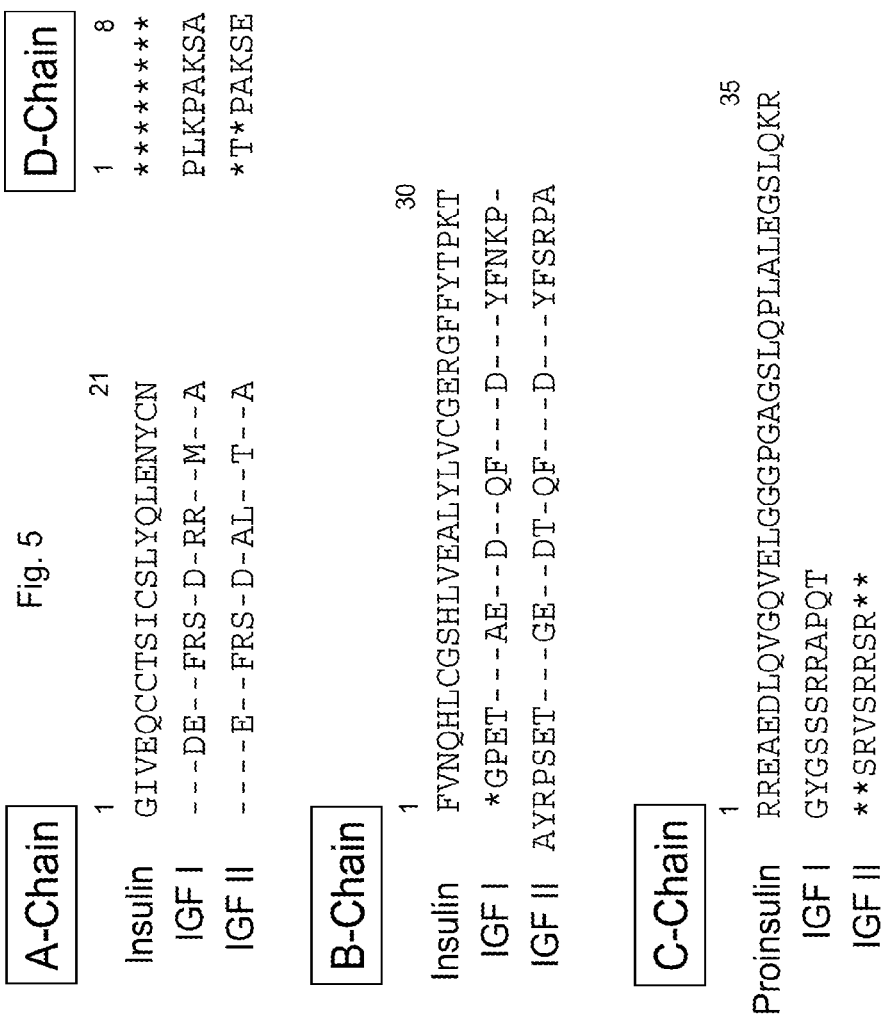 Fig. 5
A-Chain
D-Chain
1 21 1 8
Insulin GIVEQCCTSICSLYQLENYCN ********
IGF I ---DE--FRS-D-RR--M--A PLKPAKSA
IGF II ----E--FRS-D-AL--T--A *T*PAKSE
B-Chain
1 30
Insulin FVNQHLCGSHLVEALYLVCGERGFFYTPKT
IGF I *GPET---AE--D--QF---D---YFNKP-
IGF II AYRPSET---GE--DT-QF---D---YFSRPA
C-Chain
1 35
Proinsulin RREAEDLQVGQVELGGGPGAGSLQPLALEGSLQKR
IGF I GYGSSSRRAPQT
IGF II **SRVSRRSR**